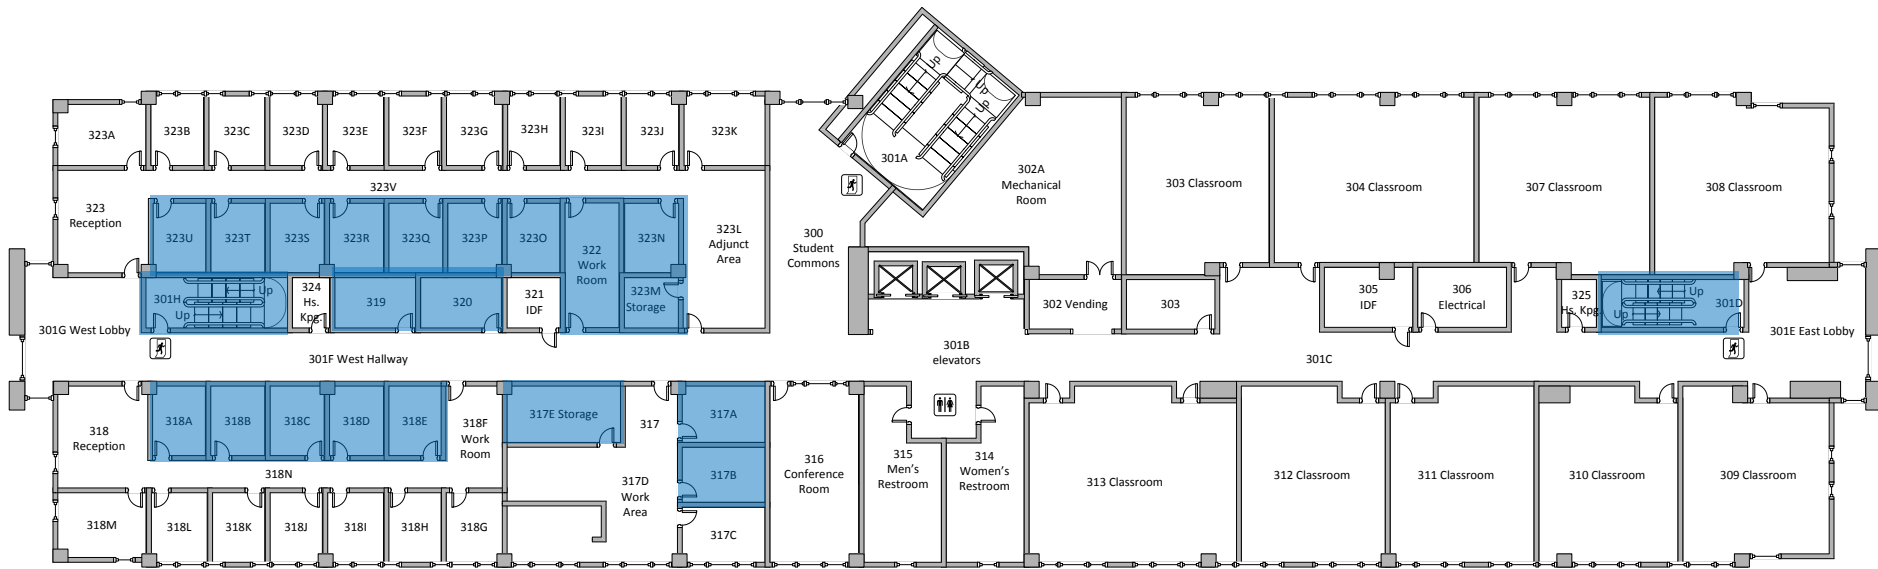 Up
Up
Up
301A
323A
323B
323C
323D
323E
323F
323G
323H
323I
323J
323K
302A
Mechanical
Room
303 Classroom
304 Classroom
307 Classroom
308 Classroom
323V
323
Reception
323U
323T
323S
323R
323Q
323P
323O
322
Work
Room
323N
323L
Adjunct
Area
300
Student
Commons
301H
Up
Up
324
Hs.
Kpg.
319
320
321
IDF
323M
Storage
302 Vending
303
305
IDF
306
Electrical
325
Hs. Kpg
Up
Up
301D
301G West Lobby
301E East Lobby
301F West Hallway
301B
elevators
301C
318
Reception
318A
318B
318C
318D
318E
318F
Work
Room
317E Storage
317
317A
317B
316
Conference
Room
315
Men's
Restroom
314
Women's
Restroom
313 Classroom
312 Classroom
311 Classroom
310 Classroom
309 Classroom
318N
317D
Work
Area
318M
318L
318K
318J
318I
318H
318G
317C